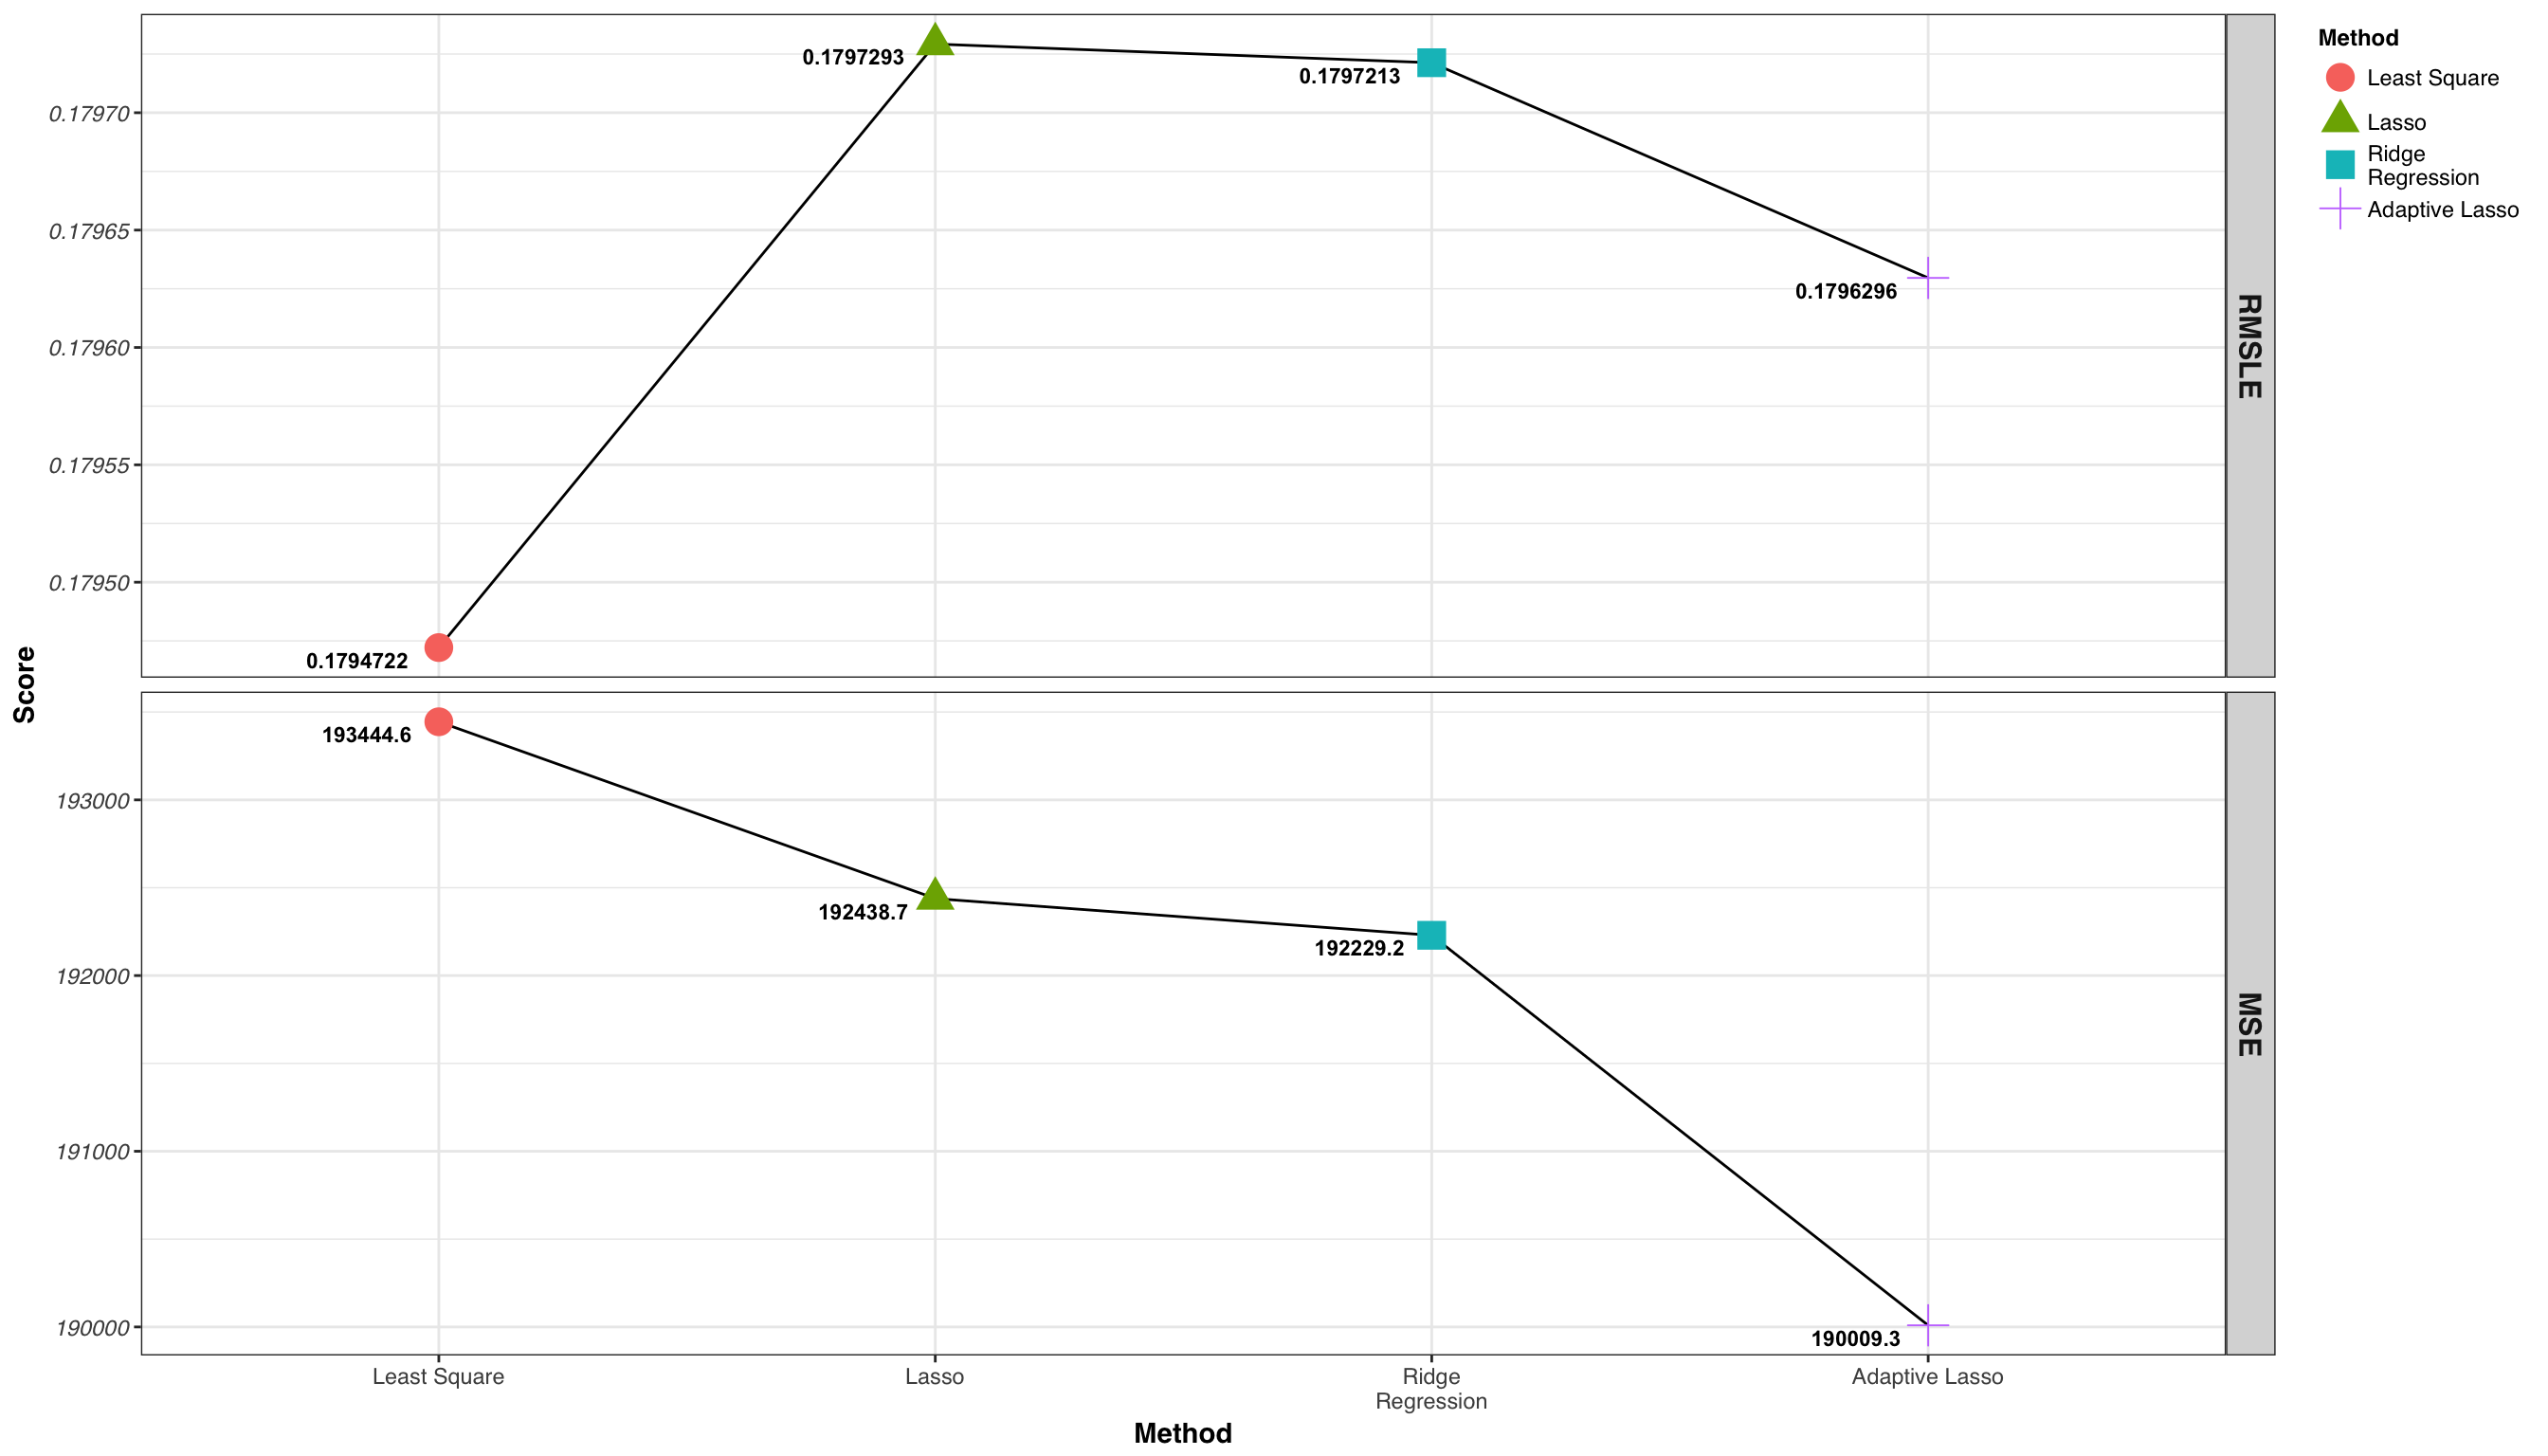 0.17970
0.17965
0.17960
0.17955
0.17950
0.1797293
0.1797213
0.1796296
0.1794722
RMSLE
Score
193000
192000
191000
190000
193444.6
192438.7
192229.2
190009.3
MSE
Least Square
Lasso
Ridge
Regression
Adaptive Lasso
Method
Method
Least Square
Lasso
Ridge
Regression
Adaptive Lasso